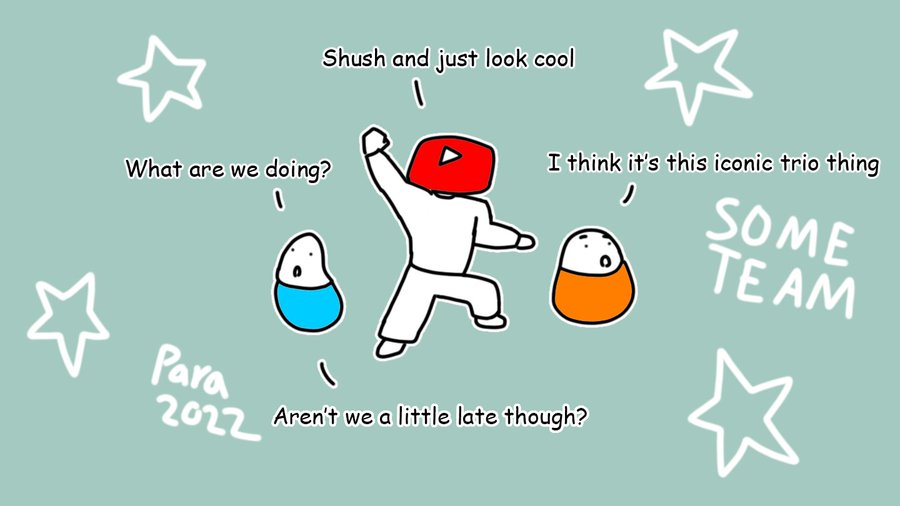 Shush and just look cool
What are we doing?
I think it's this iconic trio thing
SOME
TEAM
Para
2022
Aren't we a little late though?